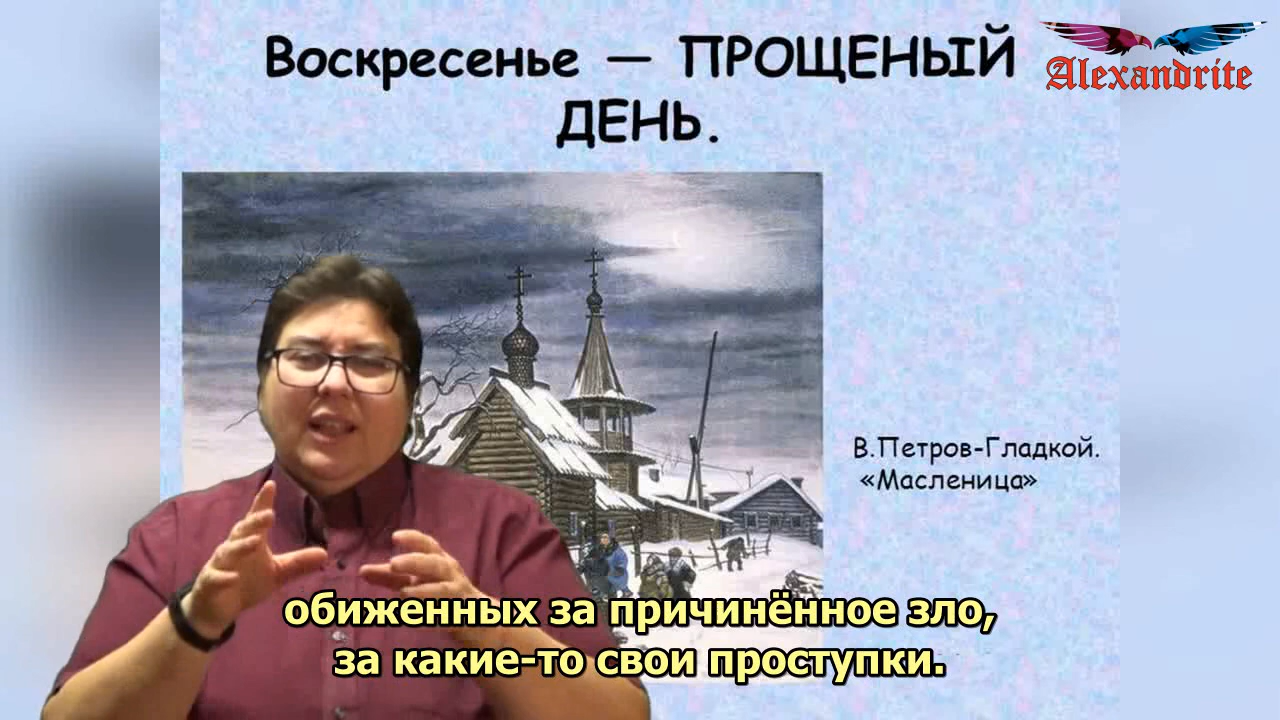 Воскресенье — ПРОЩЕНЫЙ
ДЕНЬ.
Alexandrite
В.Петров-Гладкой.
«Масленица»
обиженных за причинённое зло,
за какие-то свои проступки.